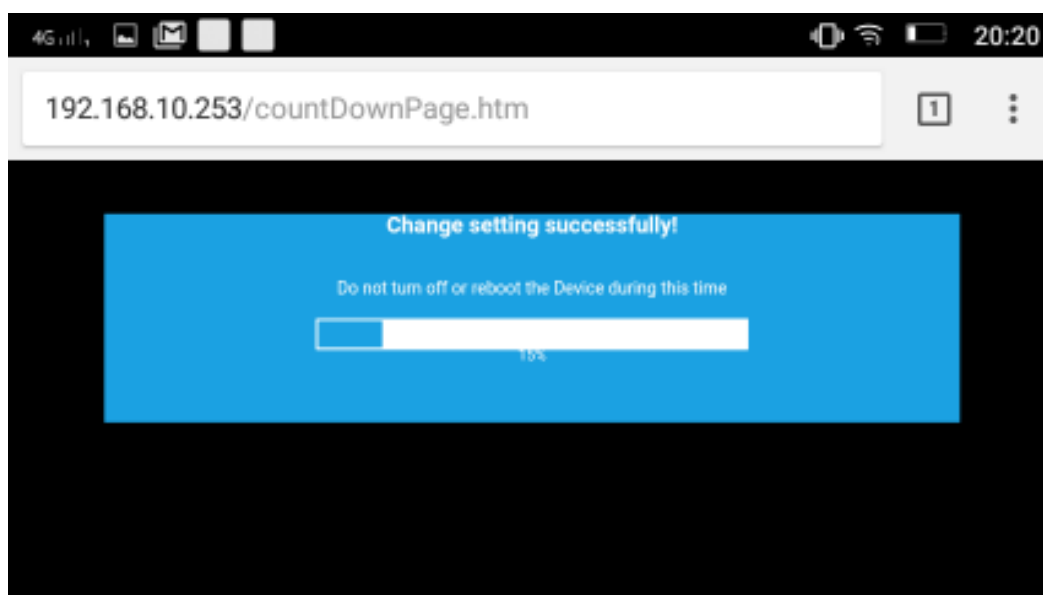 4G 20:20
192.168.10.253/countDownPage.htm 1
Change setting successfully!
Do not turn off or reboot the Device during this time
15%